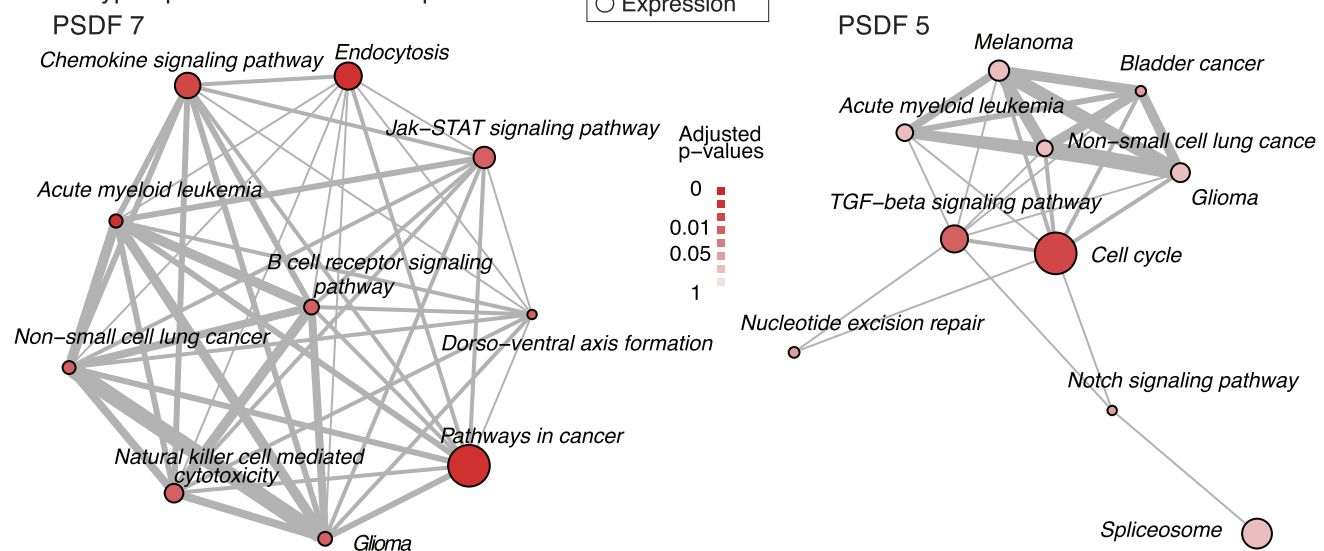 Expression
PSDF 7
Chemokine signaling pathway
Endocytosis
Jak−STAT signaling pathway
Acute myeloid leukemia
B cell receptor signaling
pathway
Non−small cell lung cancer
Dorso−ventral axis formation
Pathways in cancer
Natural killer cell mediated
cytotoxicity
Glioma
Adjusted
p−values
0
0.01
0.05
1
PSDF 5
Melanoma
Bladder cancer
Acute myeloid leukemia
Non−small cell lung cance
Glioma
TGF−beta signaling pathway
Cell cycle
Nucleotide excision repair
Notch signaling pathway
Spliceosome